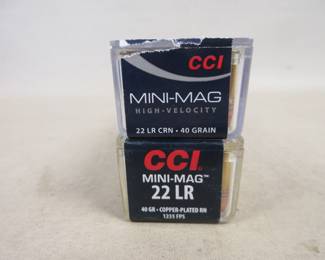 CCI
MINI-MAG
HIGH-VELOCITY
22 LR CRN • 40 GRAIN
CCI
MINI-MAG™
22 LR
40 GR • COPPER-PLATED RN
1235 FPS